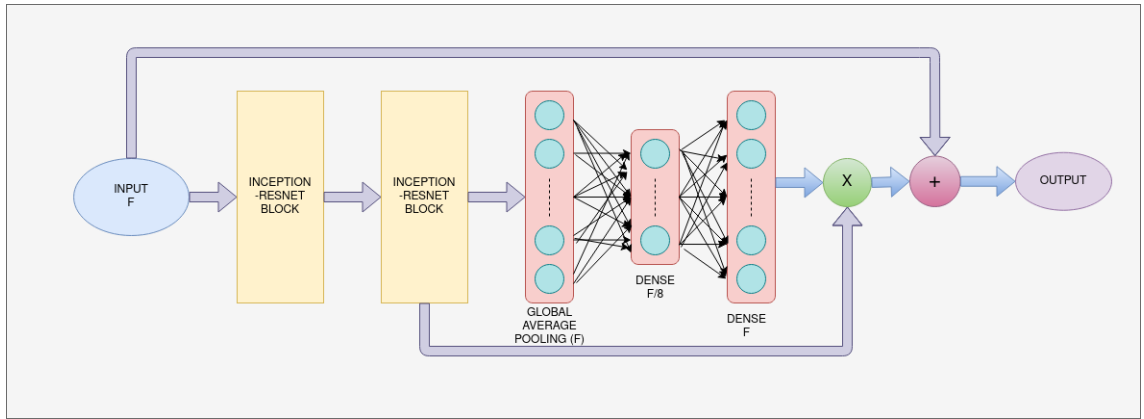 INPUT
F
INCEPTION
-RESNET
BLOCK
INCEPTION
-RESNET
BLOCK
GLOBAL
AVERAGE
POOLING (F)
DENSE
F/8
DENSE
F
X
+
OUTPUT